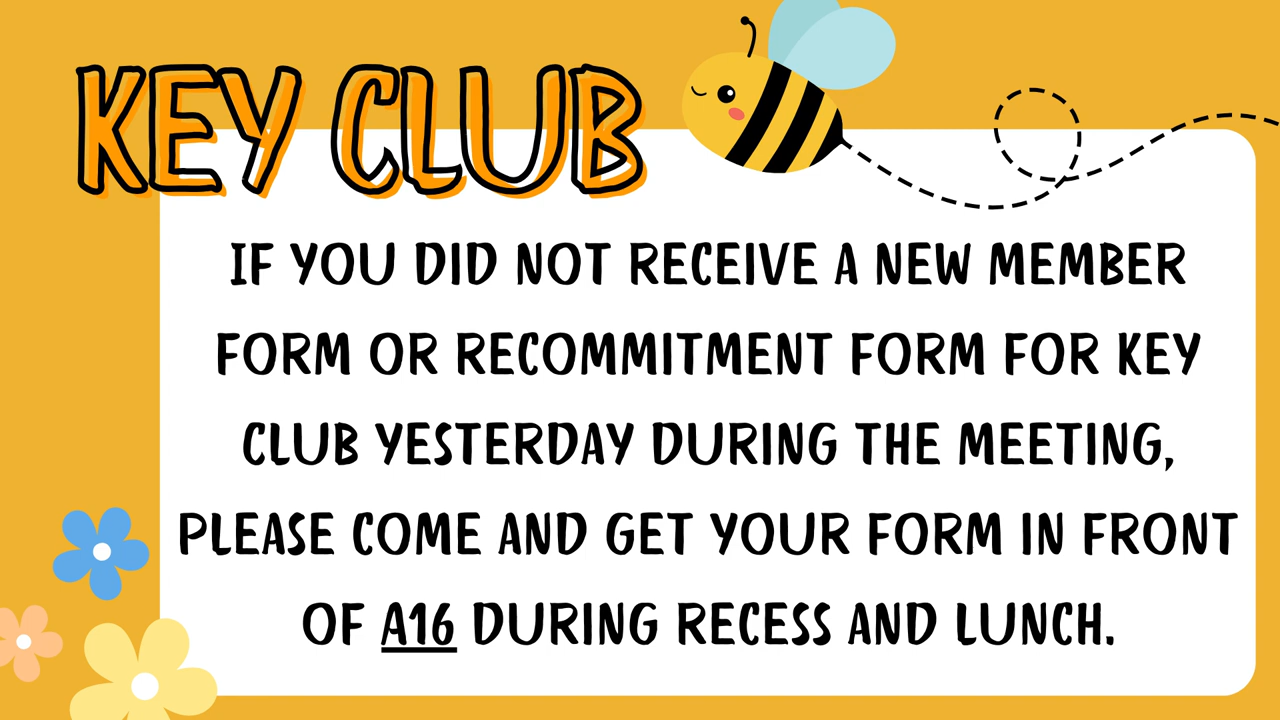 KEY CLUB
IF YOU DID NOT RECEIVE A NEW MEMBER
FORM OR RECOMMITMENT FORM FOR KEY
CLUB YESTERDAY DURING THE MEETING,
PLEASE COME AND GET YOUR FORM IN FRONT
OF A16 DURING RECESS AND LUNCH.